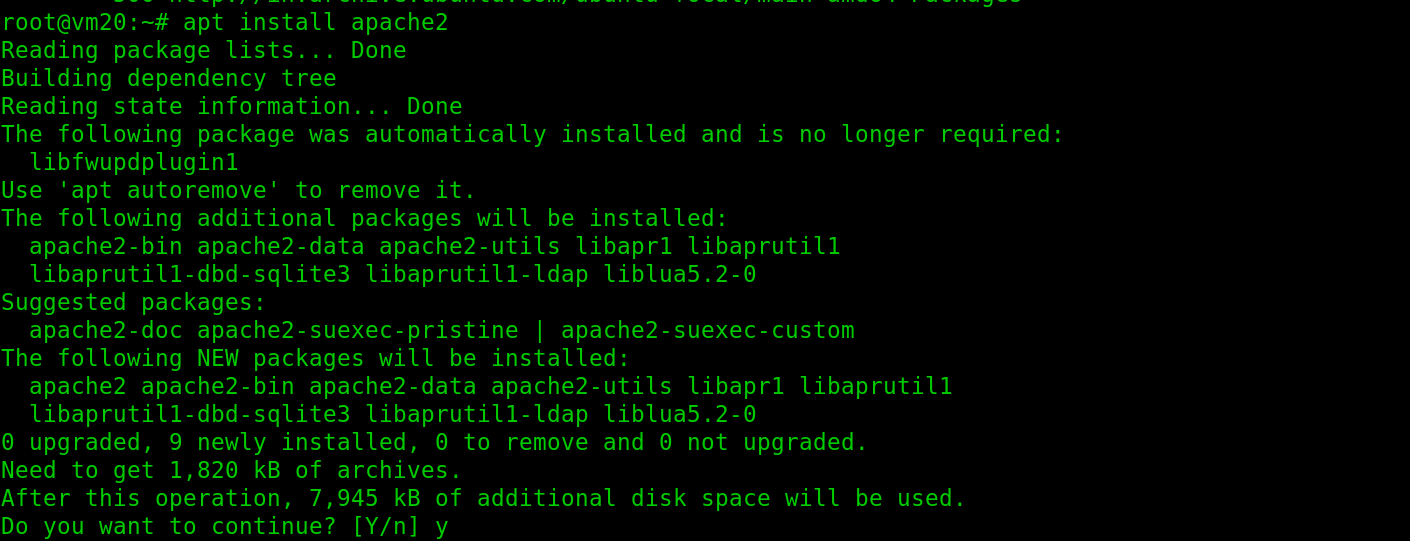 root@vm20:~# apt install apache2
Reading package lists... Done
Building dependency tree
Reading state information... Done
The following package was automatically installed and is no longer required:
  libfwupdplugin1
Use 'apt autoremove' to remove it.
The following additional packages will be installed:
  apache2-bin apache2-data apache2-utils libapr1 libaprutil1
  libaprutil1-dbd-sqlite3 libaprutil1-ldap liblua5.2-0
Suggested packages:
  apache2-doc apache2-suexec-pristine | apache2-suexec-custom
The following NEW packages will be installed:
  apache2 apache2-bin apache2-data apache2-utils libapr1 libaprutil1
  libaprutil1-dbd-sqlite3 libaprutil1-ldap liblua5.2-0
0 upgraded, 9 newly installed, 0 to remove and 0 not upgraded.
Need to get 1,820 kB of archives.
After this operation, 7,945 kB of additional disk space will be used.
Do you want to continue? [Y/n] y